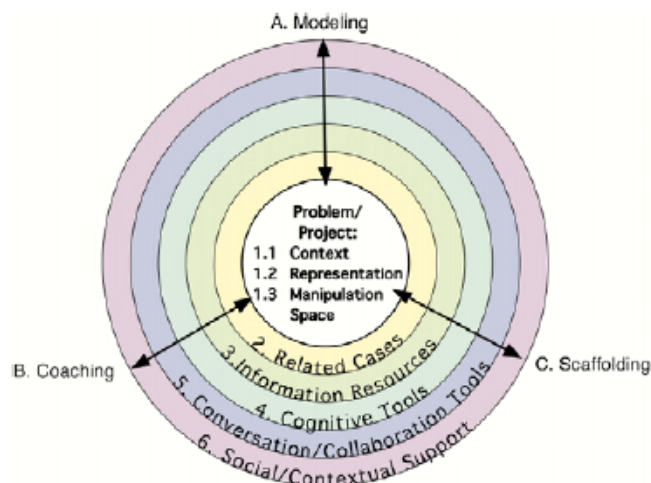 A. Modeling
Problem/
Project:
1.1 Context
1.2 Representation
1.3 Manipulation
Space
B. Coaching
C. Scaffolding
2. Related Cases
3.Information Resources
4. Cognitive Tools
5. Conversation/Collaboration Tools
6. Social/Contextual Support